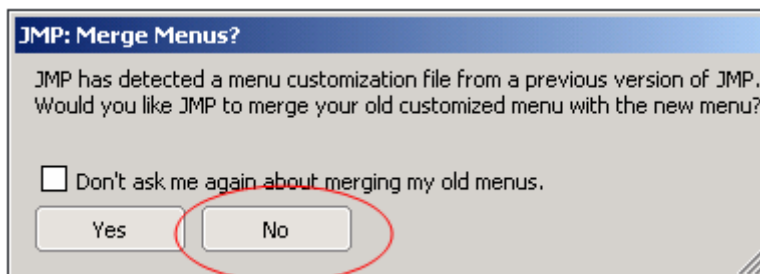 JMP: Merge Menus?
JMP has detected a menu customization file from a previous version of JMP.
Would you like JMP to merge your old customized menu with the new menu?
Don't ask me again about merging my old menus.
Yes No